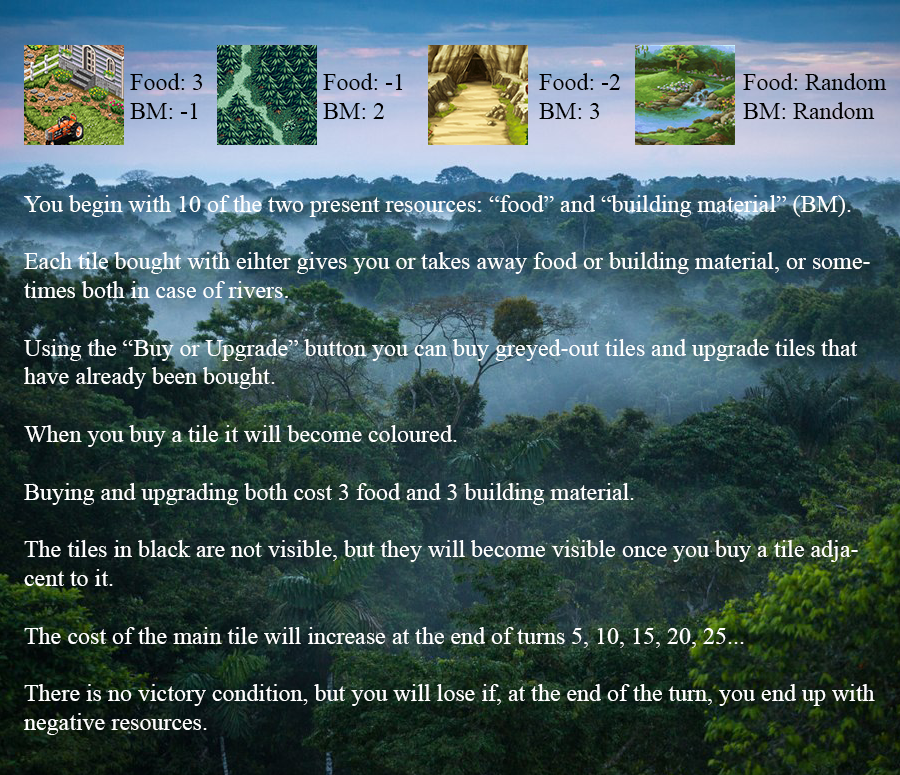 Food: 3
BM: -1
Food: -1
BM: 2
Food: -2
BM: 3
Food: Random
BM: Random
You begin with 10 of the two present resources: “food” and “building material” (BM).
Each tile bought with eihter gives you or takes away food or building material, or some-
times both in case of rivers.
Using the “Buy or Upgrade” button you can buy greyed-out tiles and upgrade tiles that
have already been bought.
When you buy a tile it will become coloured.
Buying and upgrading both cost 3 food and 3 building material.
The tiles in black are not visible, but they will become visible once you buy a tile adja-
cent to it.
The cost of the main tile will increase at the end of turns 5, 10, 15, 20, 25...
There is no victory condition, but you will lose if, at the end of the turn, you end up with
negative resources.